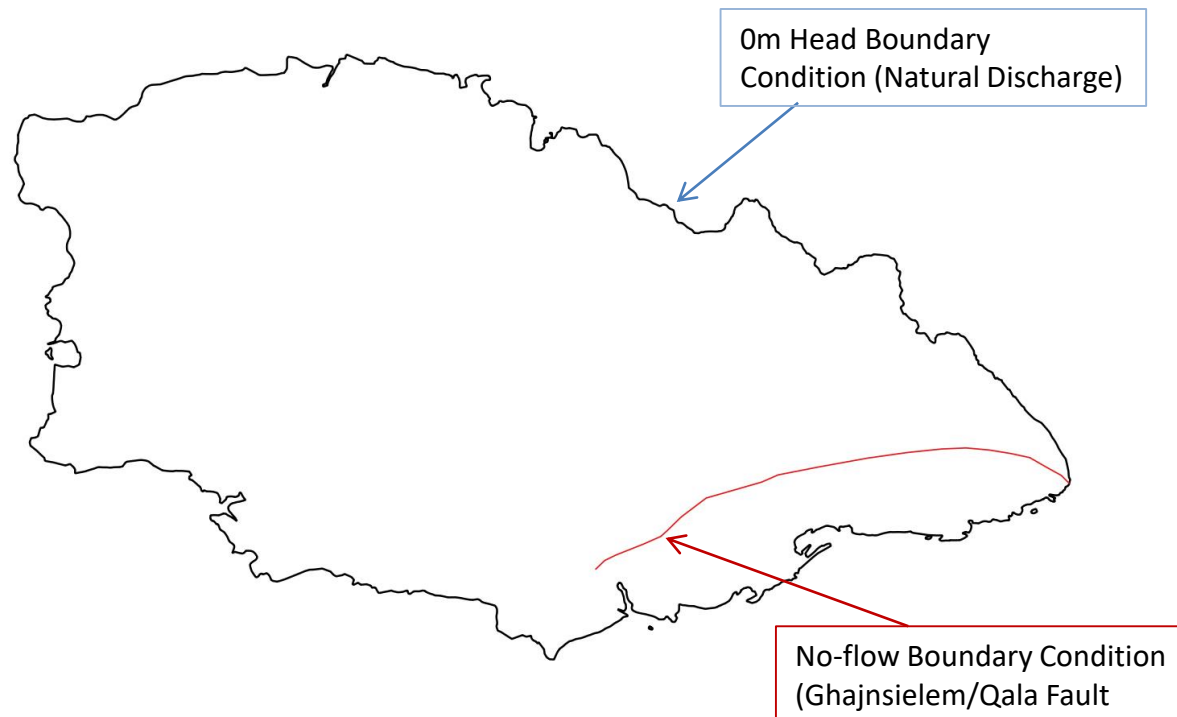 0m Head Boundary
Condition (Natural Discharge)
No-flow Boundary Condition
(Ghajnsielem/Qala Fault